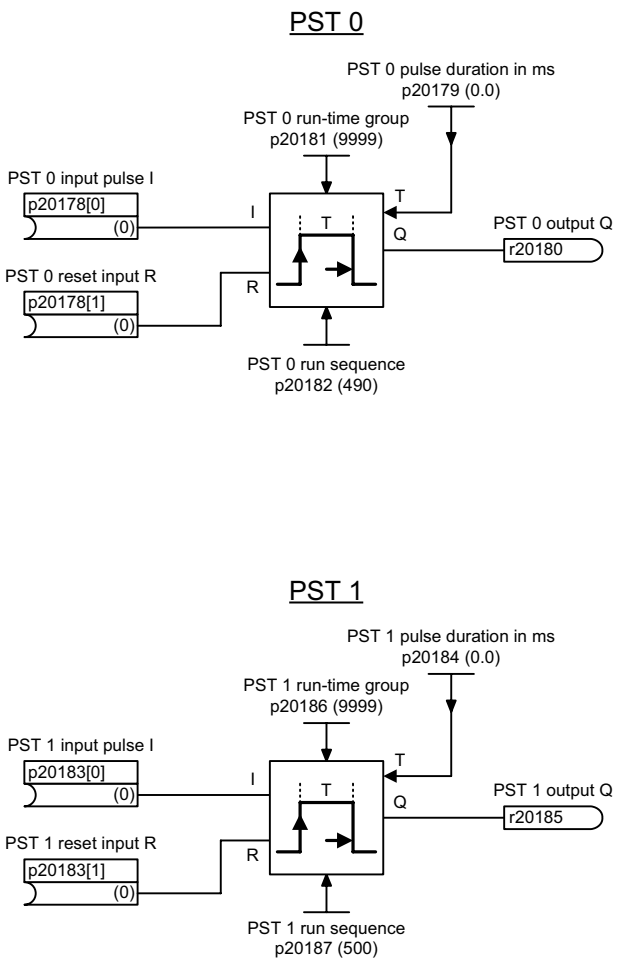 PST 0
PST 0 pulse duration in ms
p20179 (0.0)
PST 0 run-time group
p20181 (9999)
PST 0 input pulse I
p20178[0]
(0)
I
T
T
Q
PST 0 output Q
r20180
PST 0 reset input R
p20178[1]
(0)
R
PST 0 run sequence
p20182 (490)
PST 1
PST 1 pulse duration in ms
p20184 (0.0)
PST 1 run-time group
p20186 (9999)
PST 1 input pulse I
p20183[0]
(0)
I
T
T
Q
PST 1 output Q
r20185
PST 1 reset input R
p20183[1]
(0)
R
PST 1 run sequence
p20187 (500)